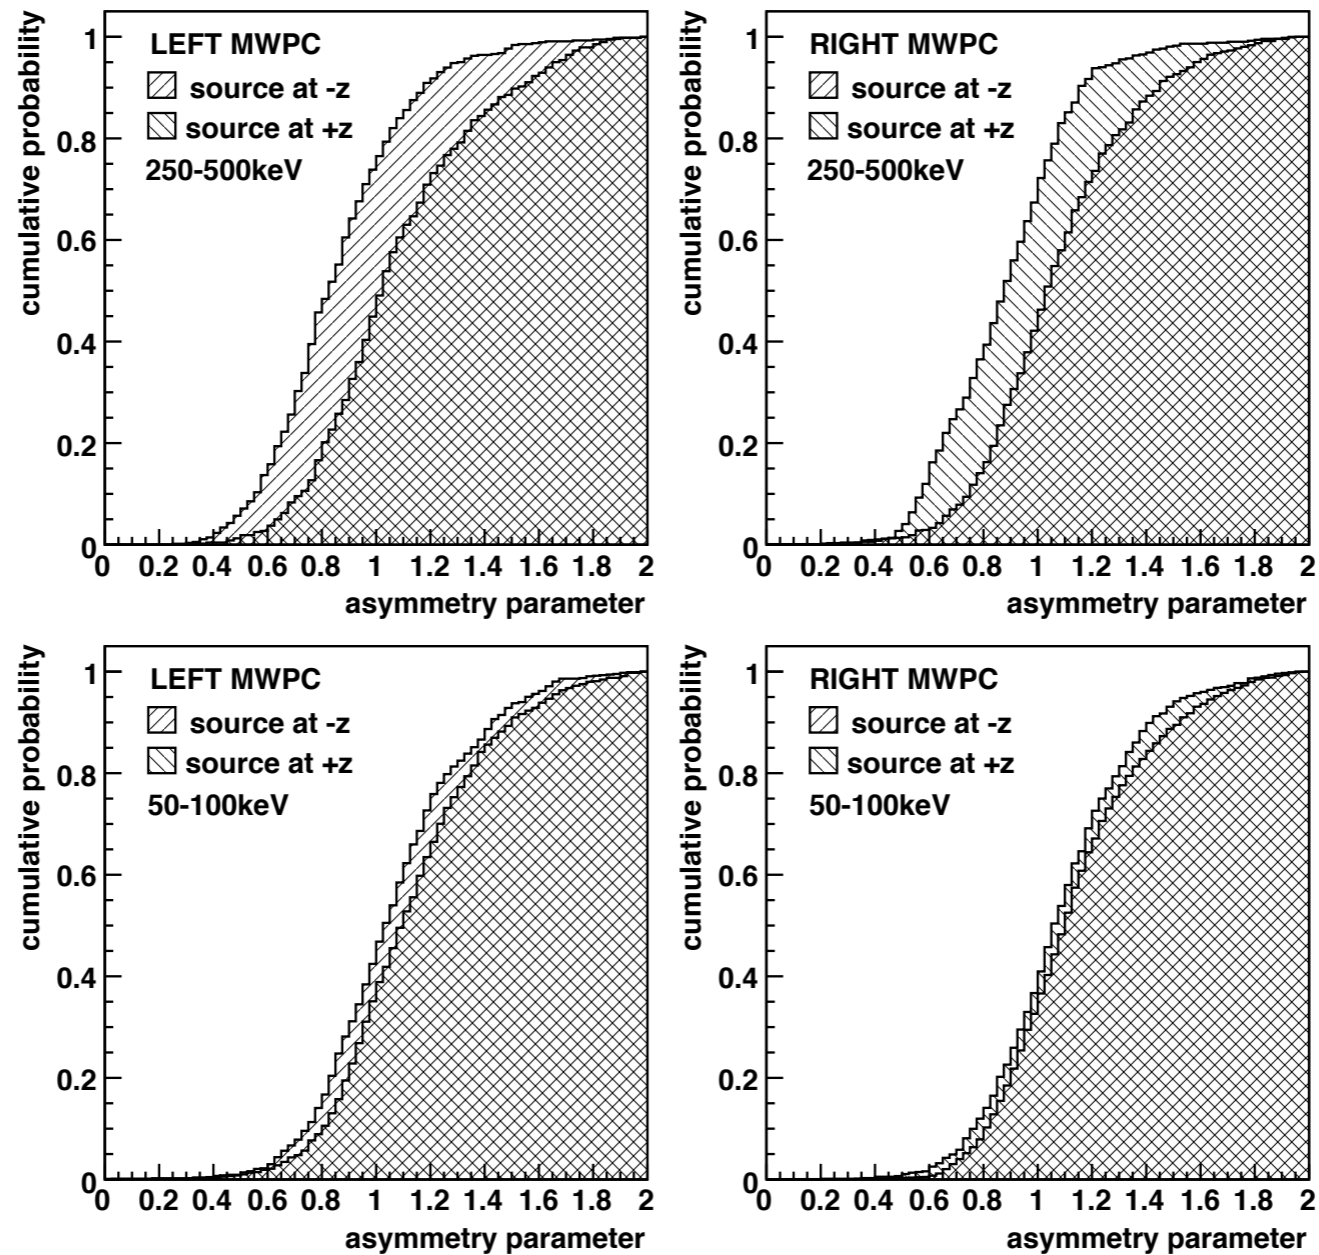 cumulative probability
1
0.8
0.6
0.4
0.2
0
LEFT MWPC
source at -z
source at +z
250-500keV
0 0.2 0.4 0.6 0.8 1 1.2 1.4 1.6 1.8 2
asymmetry parameter
cumulative probability
1
0.8
0.6
0.4
0.2
0
RIGHT MWPC
source at -z
source at +z
250-500keV
0 0.2 0.4 0.6 0.8 1 1.2 1.4 1.6 1.8 2
asymmetry parameter
cumulative probability
1
0.8
0.6
0.4
0.2
0
LEFT MWPC
source at -z
source at +z
50-100keV
0 0.2 0.4 0.6 0.8 1 1.2 1.4 1.6 1.8 2
asymmetry parameter
cumulative probability
1
0.8
0.6
0.4
0.2
0
RIGHT MWPC
source at -z
source at +z
50-100keV
0 0.2 0.4 0.6 0.8 1 1.2 1.4 1.6 1.8 2
asymmetry parameter